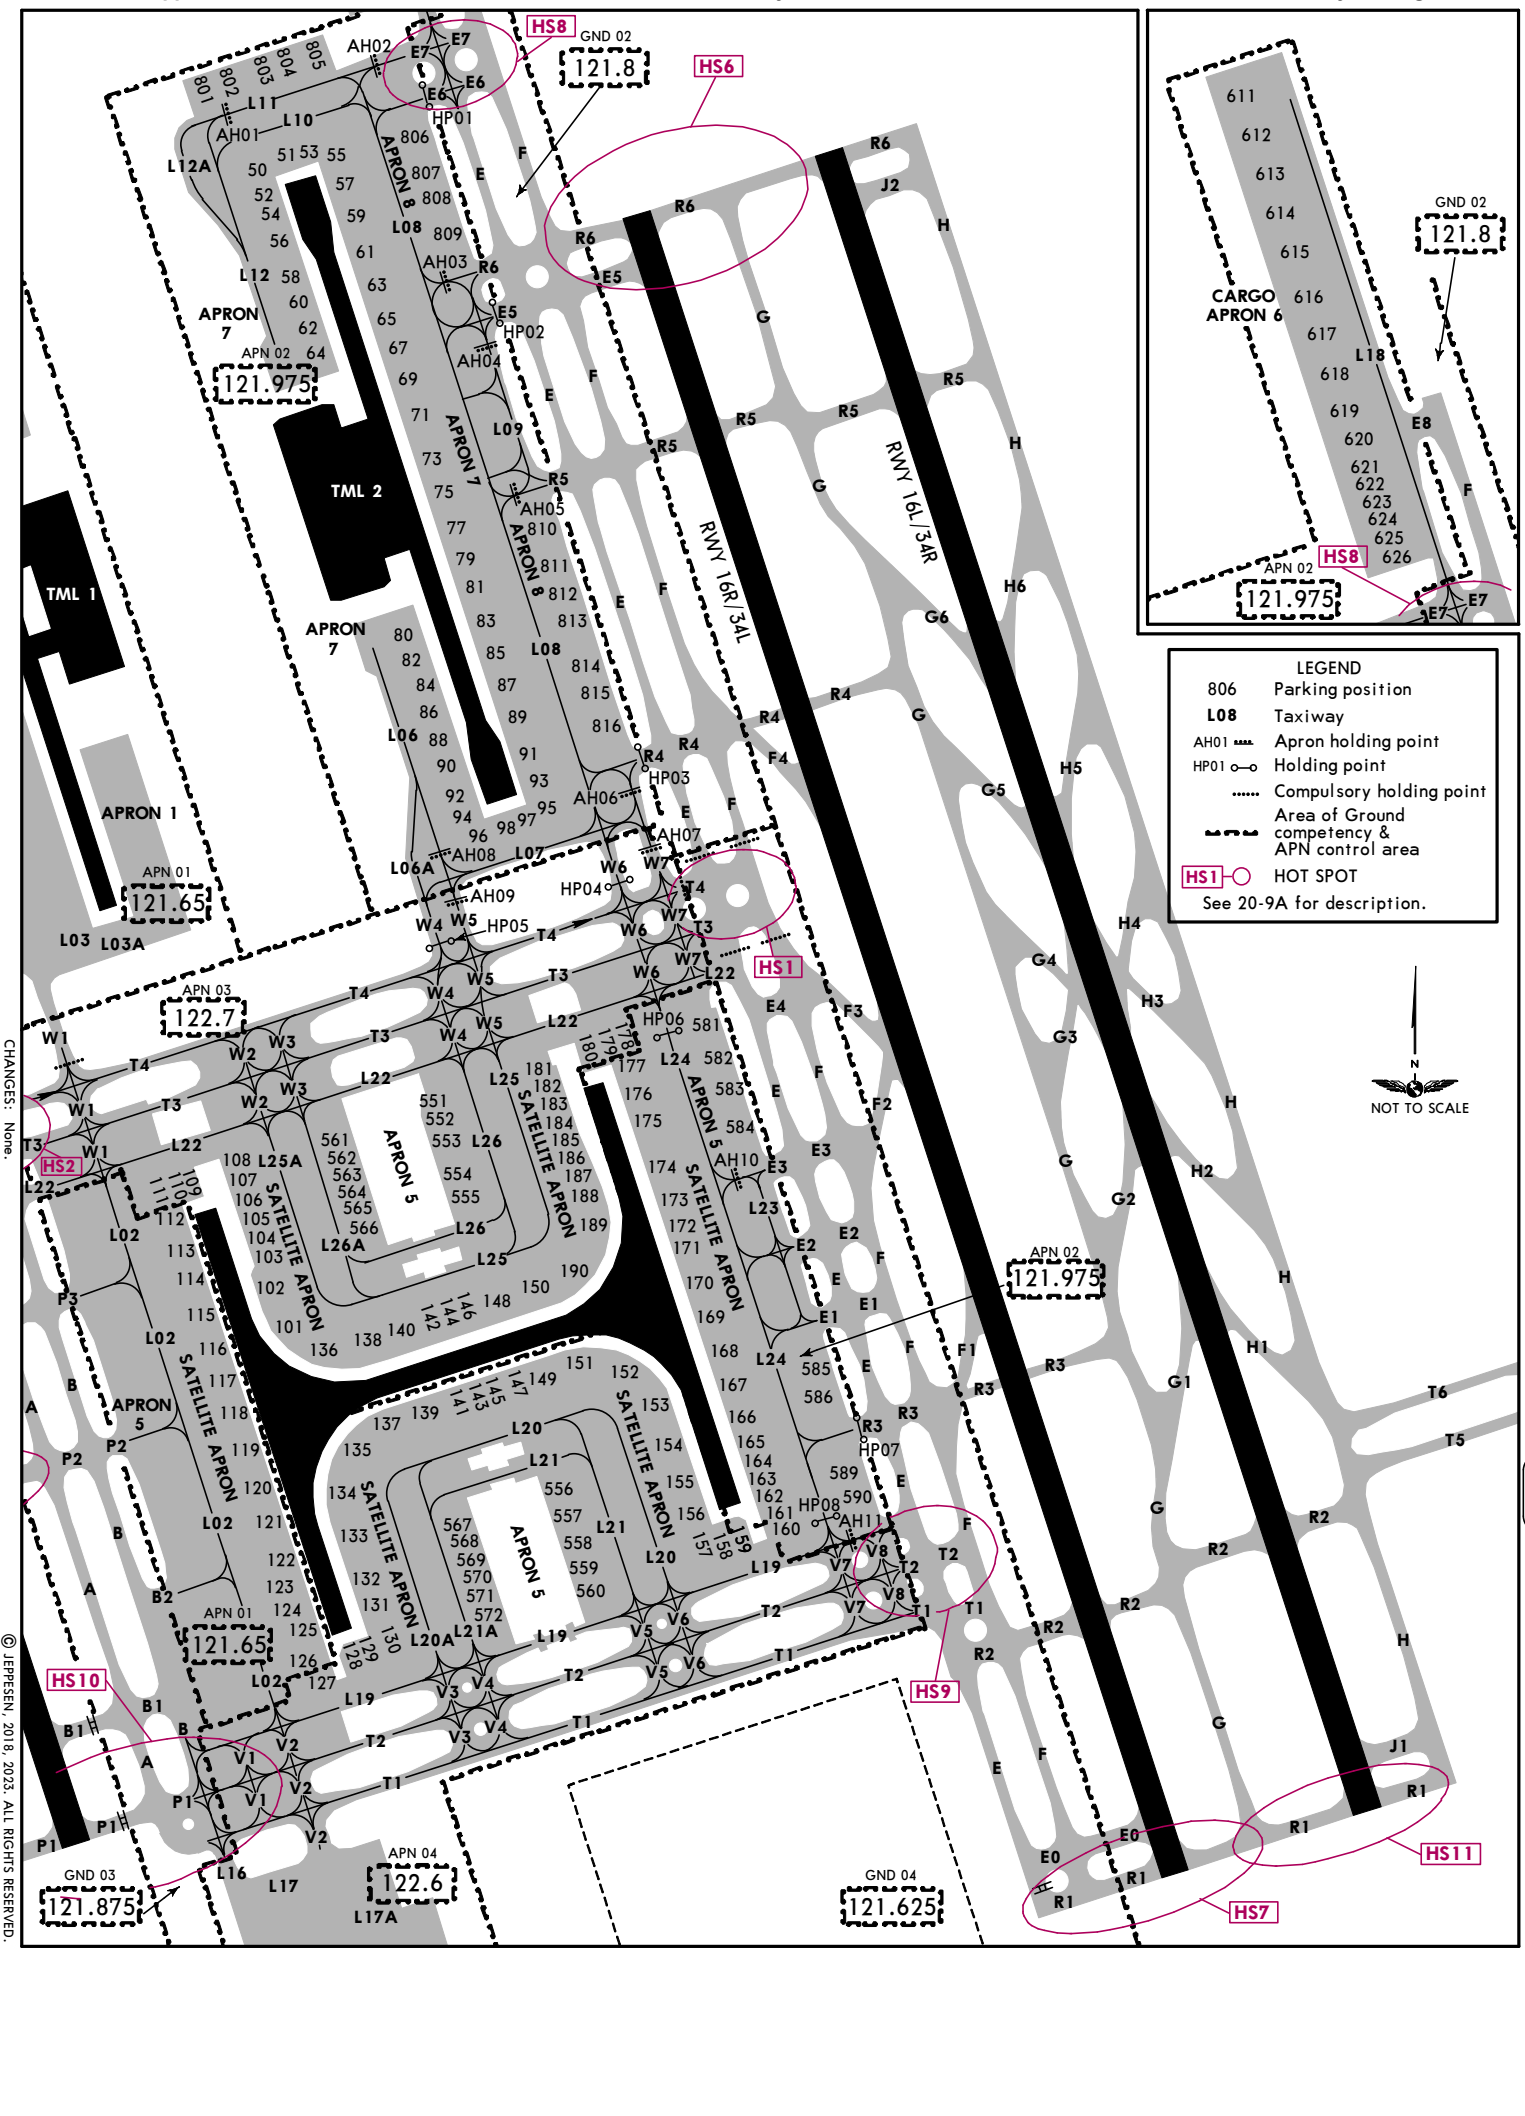 HS8
GND 02
121.8
HS6
AH02
E7
E7
E6
E6
HP01
805
804
803
802
801
L11
AH01
L10
L12A
APRON 8
806
807
808
809
L08
E
F
50
51
53
55
52
54
57
59
56
61
L12
58
63
60
62
65
64
67
69
71
APRON
7
APN 02
121.975
AH03
R6
E5
HP02
AH04
R6
R6
E5
R6
J2
H
G
L09
APRON 7
E
F
R5
R5
R5
R5
R5
H
G
73
75
77
79
81
83
85
87
89
91
93
95
TML 2
AH05
810
APRON 8
811
812
813
L08
814
815
816
E
F
RWY 16R/34L
RWY 16L/34R
G6
H6
TML 1
APRON
7
80
82
84
86
88
90
92
94
96
98
97
L06
R4
R4
R4
R4
G
F4
R4
HP03
AH06
E
F
G5
H5
APRON 1
APN 01
121.65
L03
L03A
L06A
AH08
L07
AH07
W6
W7
HP04
T4
AH09
W4
W5
HP05
T4
W6
W7
T3
HS1
H4
G4
H3
G3
APN 03
122.7
W1
T4
T4
T3
T3
W4
W5
W6
W7
L22
W2
W3
W4
W5
L22
HP06
581
E4
F3
W1
T3
W2
W3
L22
L25
180
179
178
177
L24
582
T3
HS2
W1
L22
L22
181
182
183
184
185
186
187
188
189
190
176
175
583
584
APRON 5
F
E
F2
H
551
552
553
554
555
L26
561
562
563
564
565
566
APRON 5
L25A
L26A
L26
L25
SATELLITE APRON
108
107
106
105
104
103
102
101
109
110
111
112
113
114
115
116
117
118
119
120
121
122
123
124
125
126
127
L02
P3
L02
SATELLITE APRON
SATELLITE APRON
136
138
140
142
144
146
148
150
174
173
172
171
170
169
168
167
166
165
164
163
162
161
160
SATELLITE APRON
AH10
E3
E3
L23
E2
E2
E
F
E1
E1
L24
585
586
E
F
F1
APN 02
121.975
G
G2
H2
H
H1
G1
R3
R3
R3
R3
HP07
T6
T5
B
A
APRON
5
P2
P2
B
A
B2
L02
137
139
141
143
145
147
149
151
152
153
154
155
156
157
158
159
135
134
133
132
131
130
129
128
L20
L21
556
557
558
559
560
567
568
569
570
571
572
APRON 5
L21
L20
SATELLITE APRON
SATELLITE APRON
589
590
HP08
AH11
E
F
G
R2
R2
R2
R2
R2
L19
V7
V8
T2
T2
V7
V8
T1
T1
HS9
APN 01
121.65
L02
L20A
L21A
L19
L19
V5
V6
T2
V5
V6
T1
V3
V4
T2
V3
V4
T1
T2
T1
HS10
B1
B1
B
A
V1
V2
V1
V2
V2
P1
P1
P1
L16
L17
L17A
GND 03
121.875
APN 04
122.6
GND 04
121.625
E
F
G
H
E0
E0
R1
R1
HS7
R1
R1
J1
HS11
611
612
613
614
615
616
617
618
619
620
621
622
623
624
625
626
CARGO
APRON 6
L18
GND 02
121.8
E8
F
HS8
APN 02
121.975
E7
E7
LEGEND
806 Parking position
L08 Taxiway
AH01 Apron holding point
HP01 Holding point
Compulsory holding point
Area of Ground
competency &
APN control area
HS1 HOT SPOT
See 20-9A for description.
N
NOT TO SCALE
CHANGES: None.
© JEPPESEN, 2018, 2023. ALL RIGHTS RESERVED.